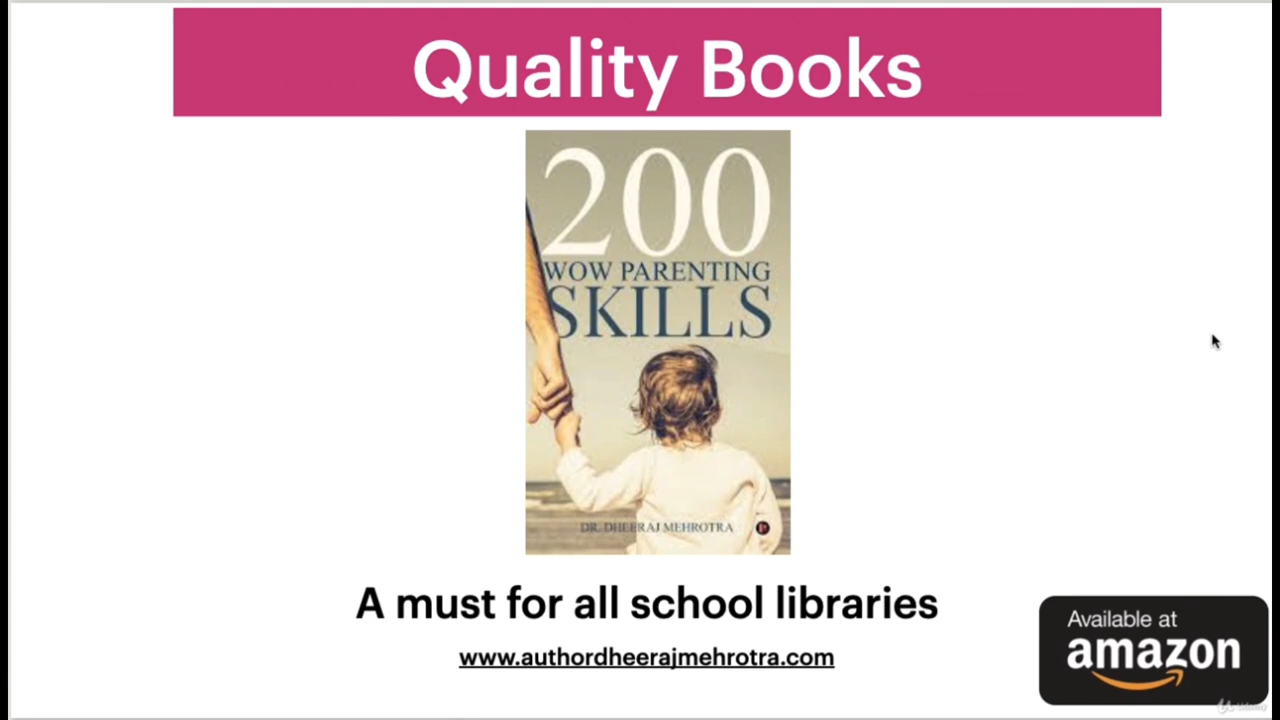 Quality Books
200
WOW PARENTING
SKILLS
DR. DHEERAJ MEHROTRA
A must for all school libraries
www.authordheerajmehrotra.com
Available at
amazon
Udemy